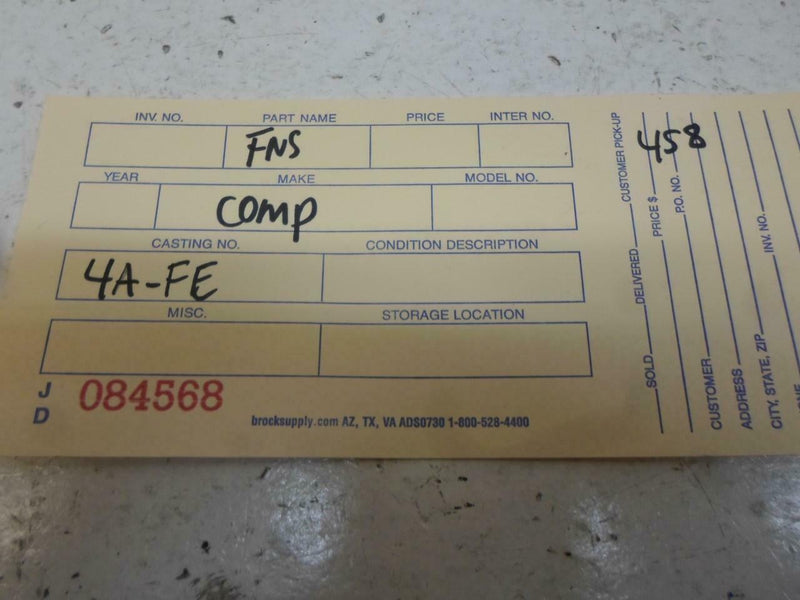 INV. NO. PART NAME PRICE INTER NO.
FNS
YEAR MAKE MODEL NO.
comp
CASTING NO. CONDITION DESCRIPTION
4A-FE
MISC. STORAGE LOCATION
J
D
084568
brocksupply.com AZ, TX, VA ADS0730 1-800-528-4400
458
SOLD DELIVERED CUSTOMER PICK-UP
PRICE $
P.O. NO.
CUSTOMER
ADDRESS
CITY, STATE, ZIP INV. NO.